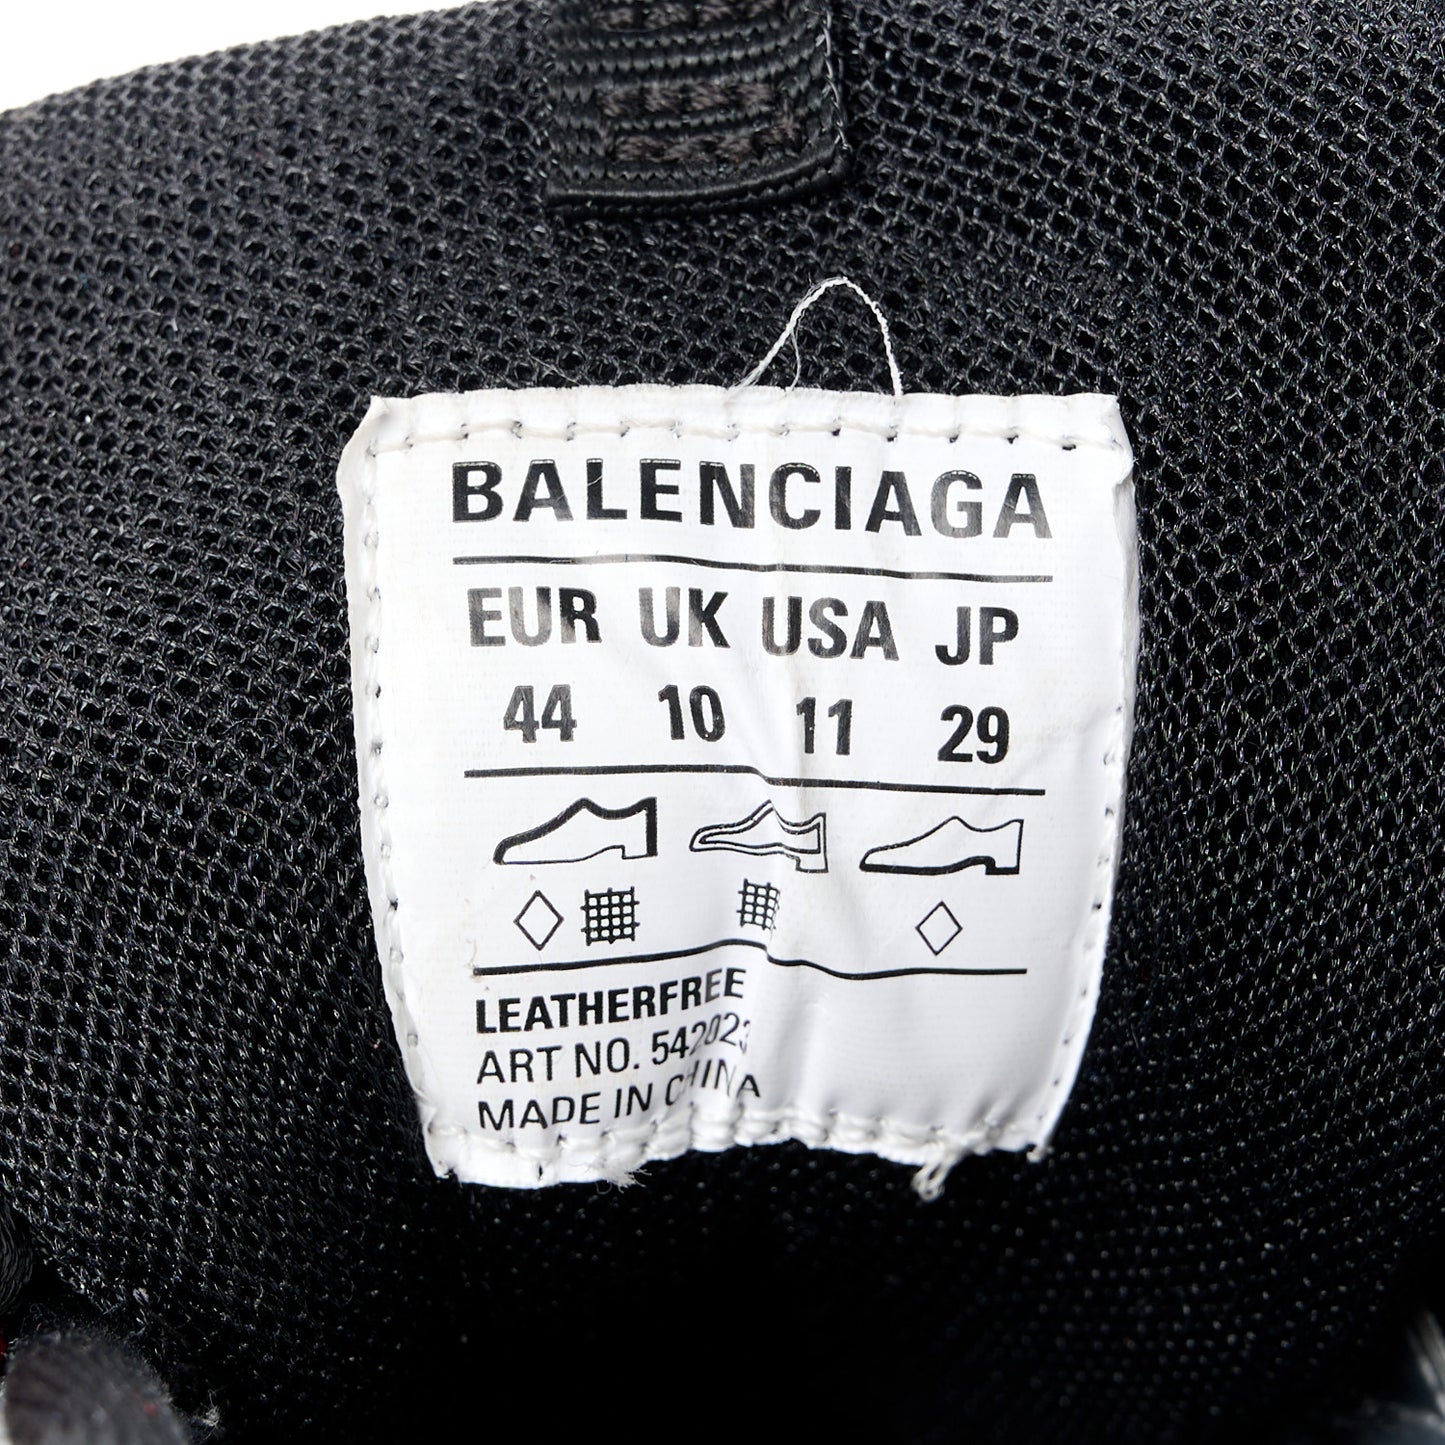 BALENCIAGA
EUR UK USA JP
44 10 11 29
LEATHERFREE
ART NO. 542023
MADE IN CHINA